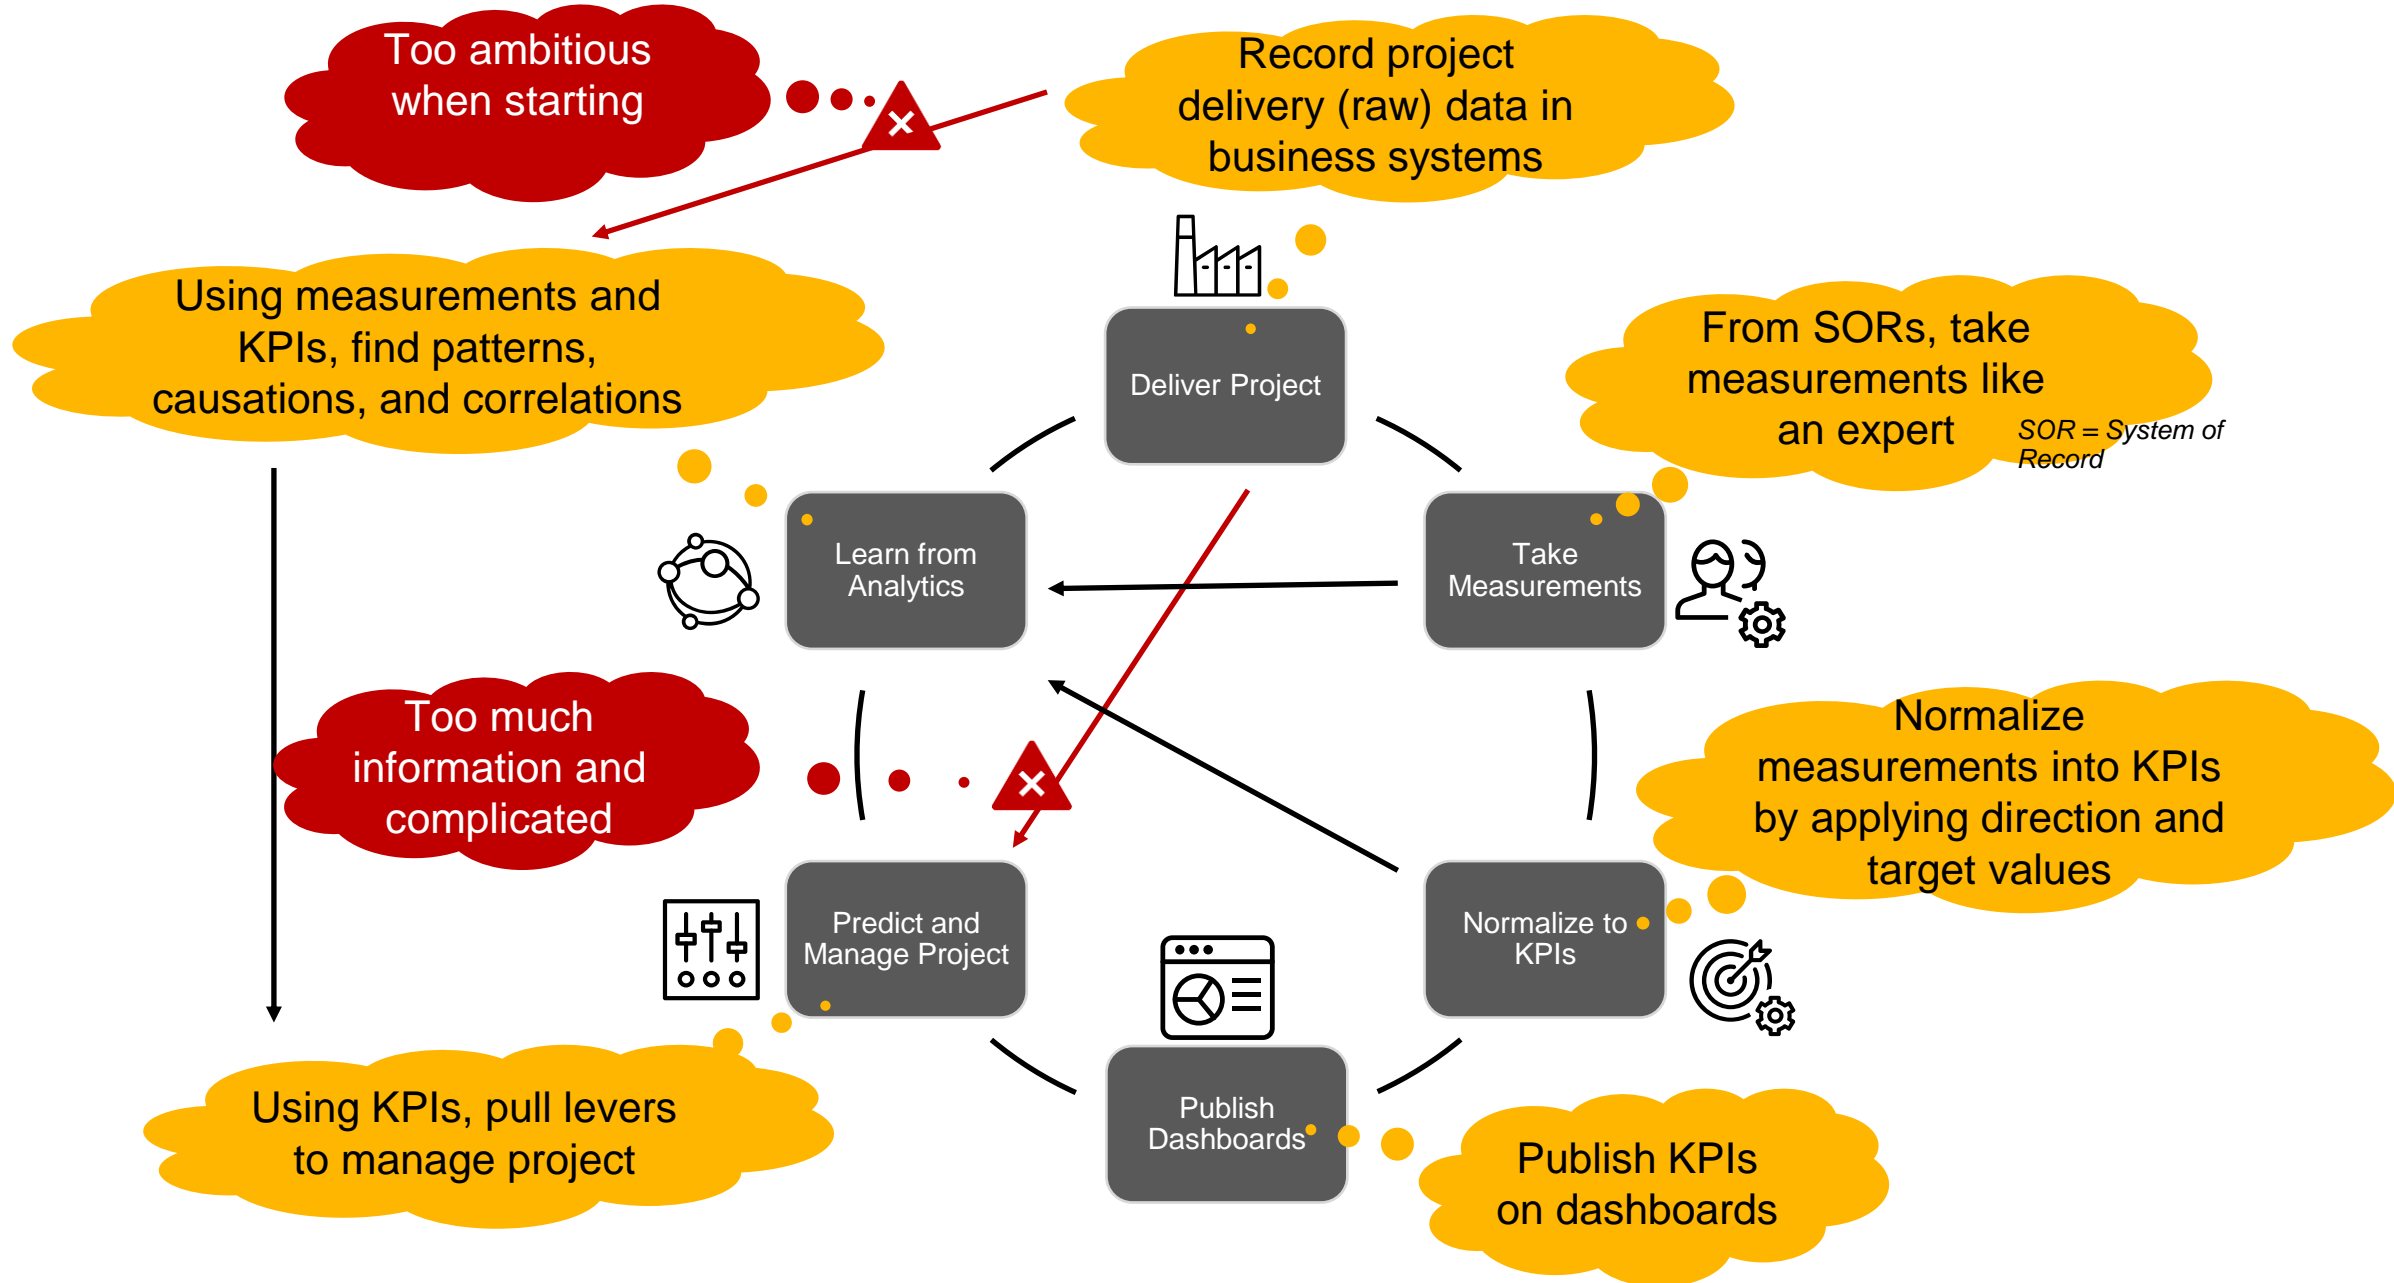 Too ambitious
when starting
Record project
delivery (raw) data in
business systems
Using measurements and
KPIs, find patterns,
causations, and correlations
From SORs, take
measurements like
an expert
SOR = System of
Record
Deliver Project
Learn from
Analytics
Take
Measurements
Too much
information and
complicated
Normalize
measurements into KPIs
by applying direction and
target values
Predict and
Manage Project
Normalize to
KPIs
Using KPIs, pull levers
to manage project
Publish
Dashboards
Publish KPIs
on dashboards